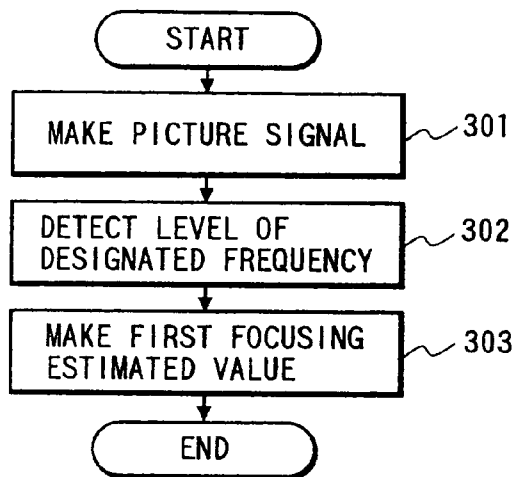 START
MAKE PICTURE SIGNAL
301
DETECT LEVEL OF
DESIGNATED FREQUENCY
302
MAKE FIRST FOCUSING
ESTIMATED VALUE
303
END